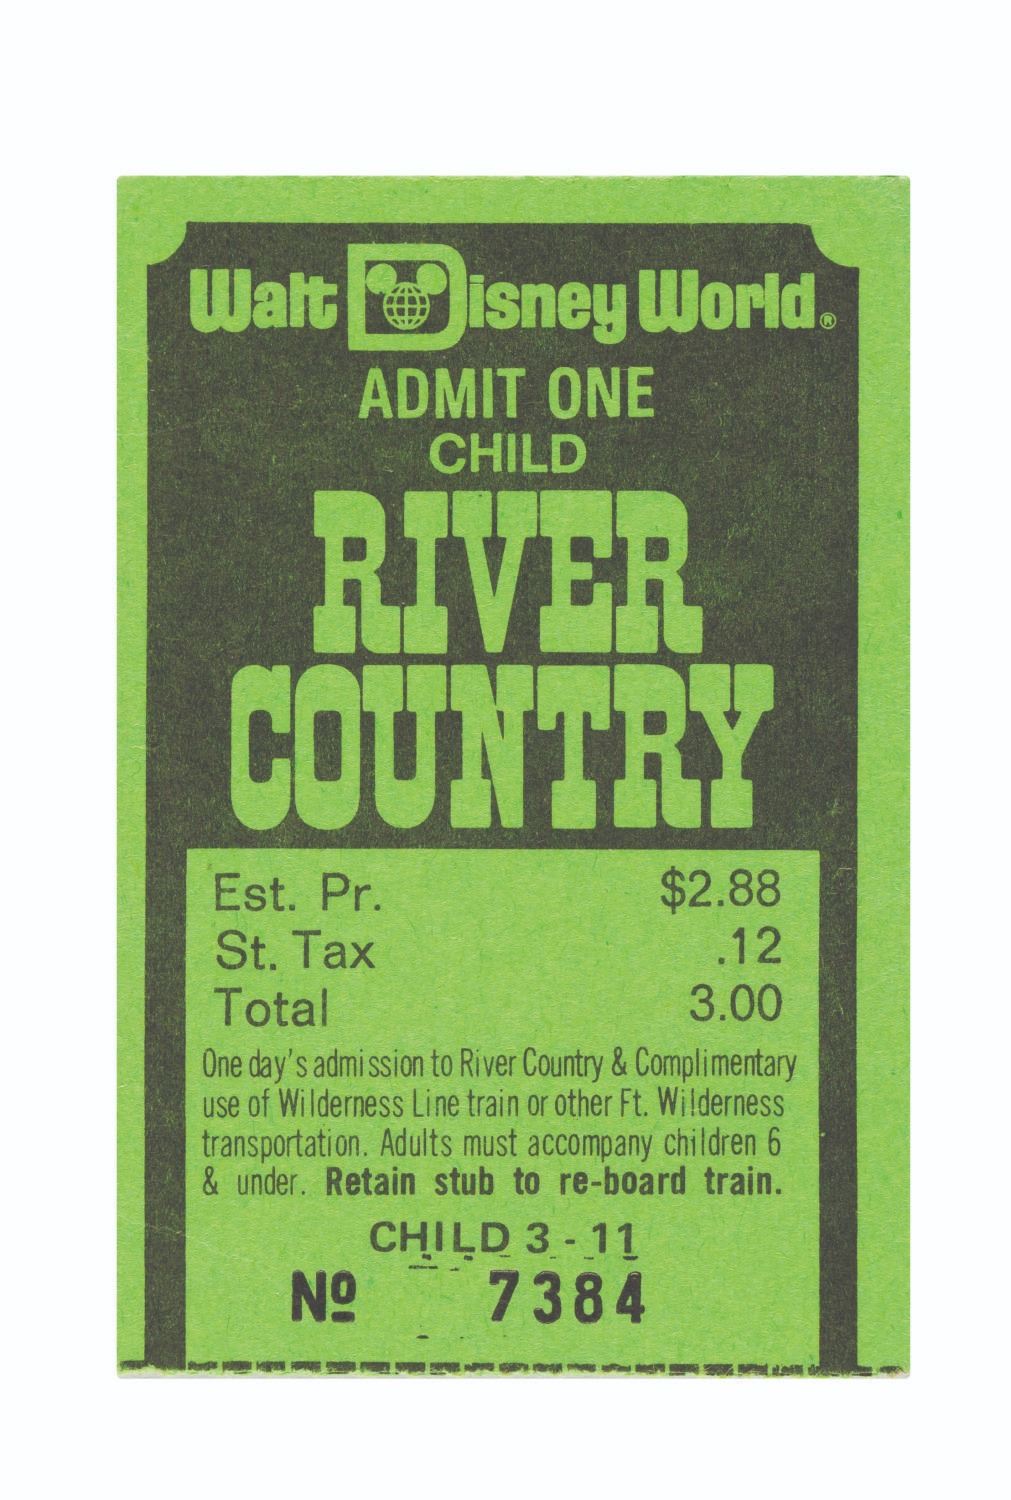 Walt Disney World®
ADMIT ONE
CHILD
RIVER
COUNTRY
Est. Pr. $2.88
St. Tax .12
Total 3.00
One day's admission to River Country & Complimentary
use of Wilderness Line train or other Ft. Wilderness
transportation. Adults must accompany children 6
& under. Retain stub to re-board train.
CHILD 3 - 11
Nº 7384